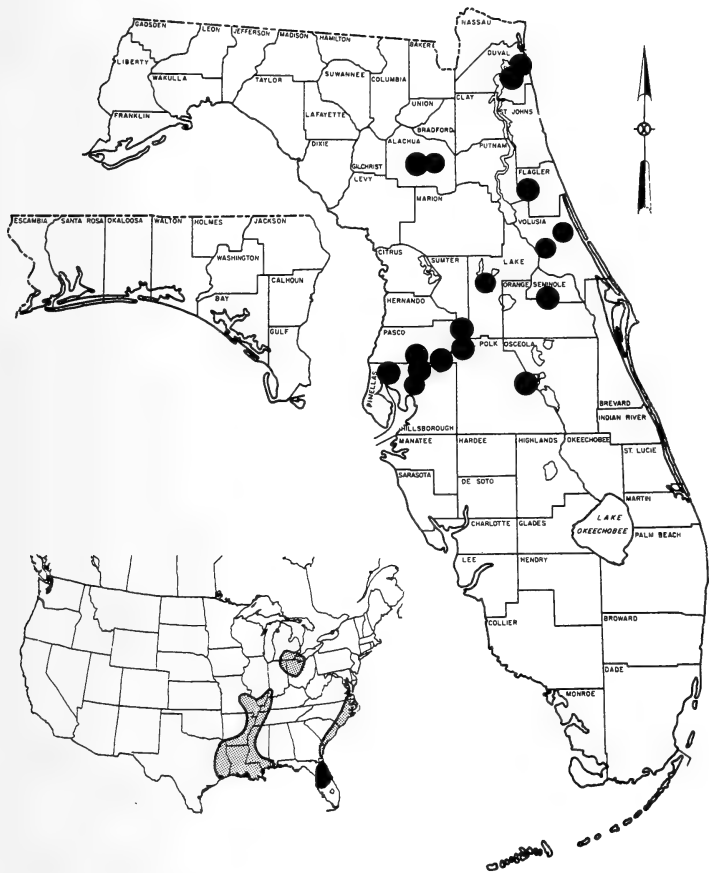 NASSAU
GADSDEN
LEON
JEFFERSON
MADISON
HAMILTON
BAKER
DUVAL
LIBERTY
WAKULLA
TAYLOR
SUWANNEE
COLUMBIA
FRANKLIN
LAFAYETTE
UNION
CLAY
ST JOHNS
BRADFORD
DIXIE
GILCHRIST
ALACHUA
PUTNAM
LEVY
FLAGLER
MARION
VOLUSIA
ESCAMBIA
SANTA ROSA
OKALOOSA
WALTON
HOLMES
JACKSON
WASHINGTON
BAY
CALHOUN
GULF
CITRUS
SUMTER
LAKE
HERNANDO
ORANGE
SEMINOLE
PASCO
POLK
OSCEOLA
PINELLAS
BREVARD
HILLSBOROUGH
INDIAN RIVER
MANATEE
HARDEE
HIGHLANDS
OKEECHOBEE
ST. LUCIE
SARASOTA
DE SOTO
MARTIN
CHARLOTTE
GLADES
LAKE
OKEECHOBEE
PALM BEACH
LEE
HENDRY
COLLIER
BROWARD
DADE
MONROE